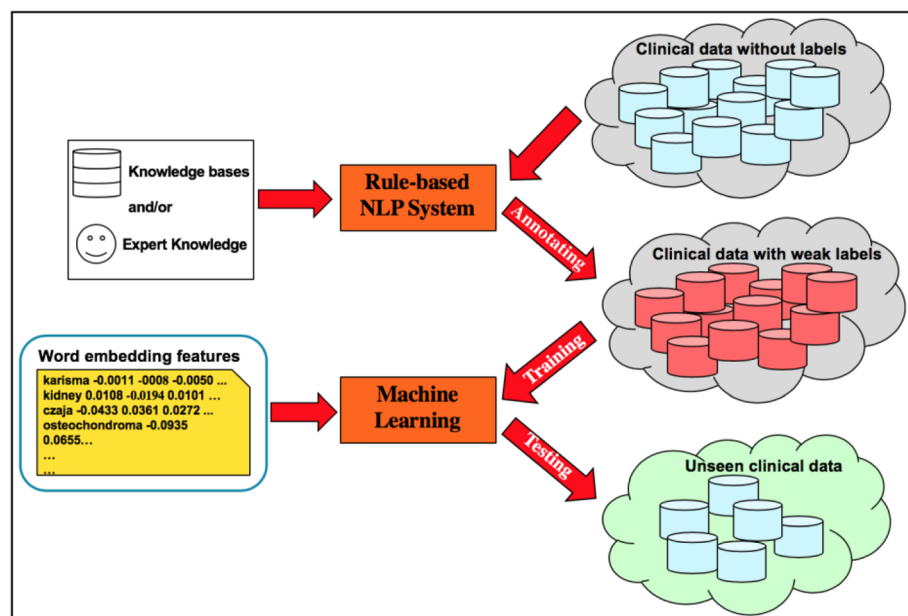 Clinical data without labels
Knowledge bases
and/or
Expert Knowledge
Rule-based
NLP System
Annotating
Clinical data with weak labels
Word embedding features
karisma -0.0011 -0008 -0.0050 ...
kidney 0.0108 -0.0194 0.0101 ...
czaja -0.0433 0.0361 0.0272 ...
osteochondroma -0.0935
0.0655...
...
...
Machine
Learning
Training
Testing
Unseen clinical data